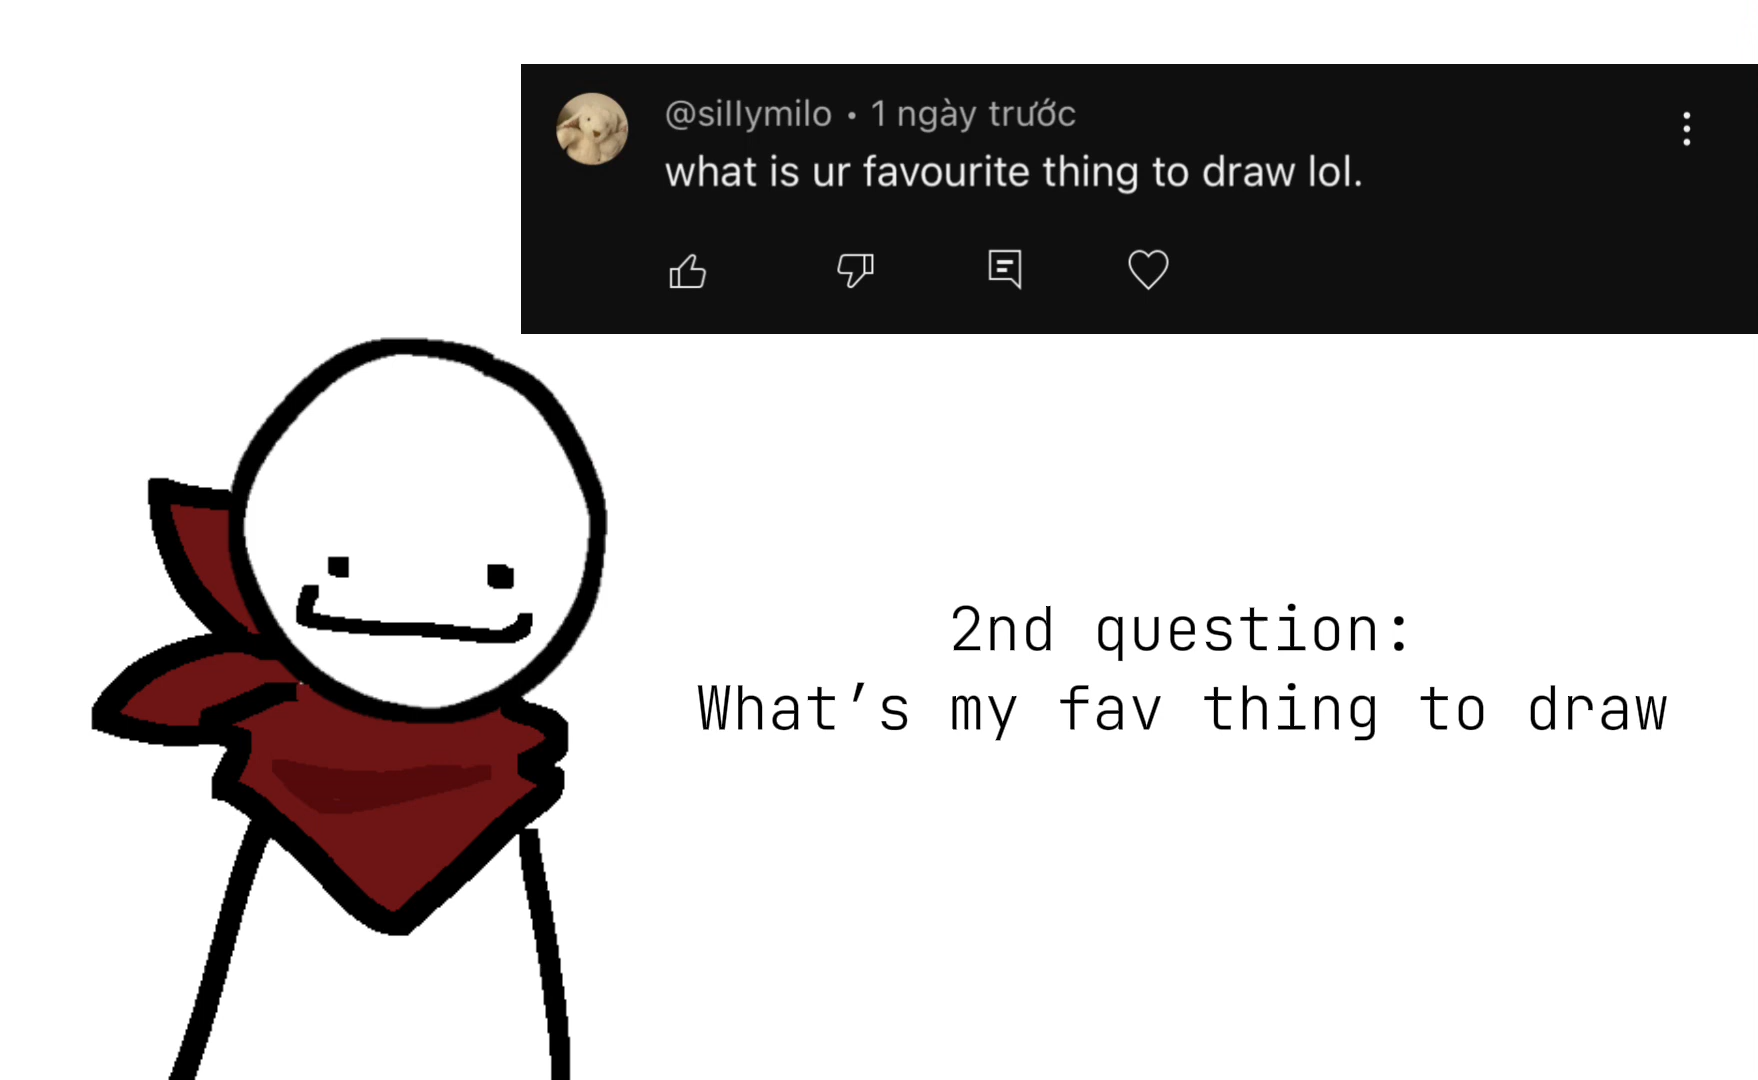 @sillymilo • 1 ngày trước
what is ur favourite thing to draw lol.
2nd question:
What’s my fav thing to draw